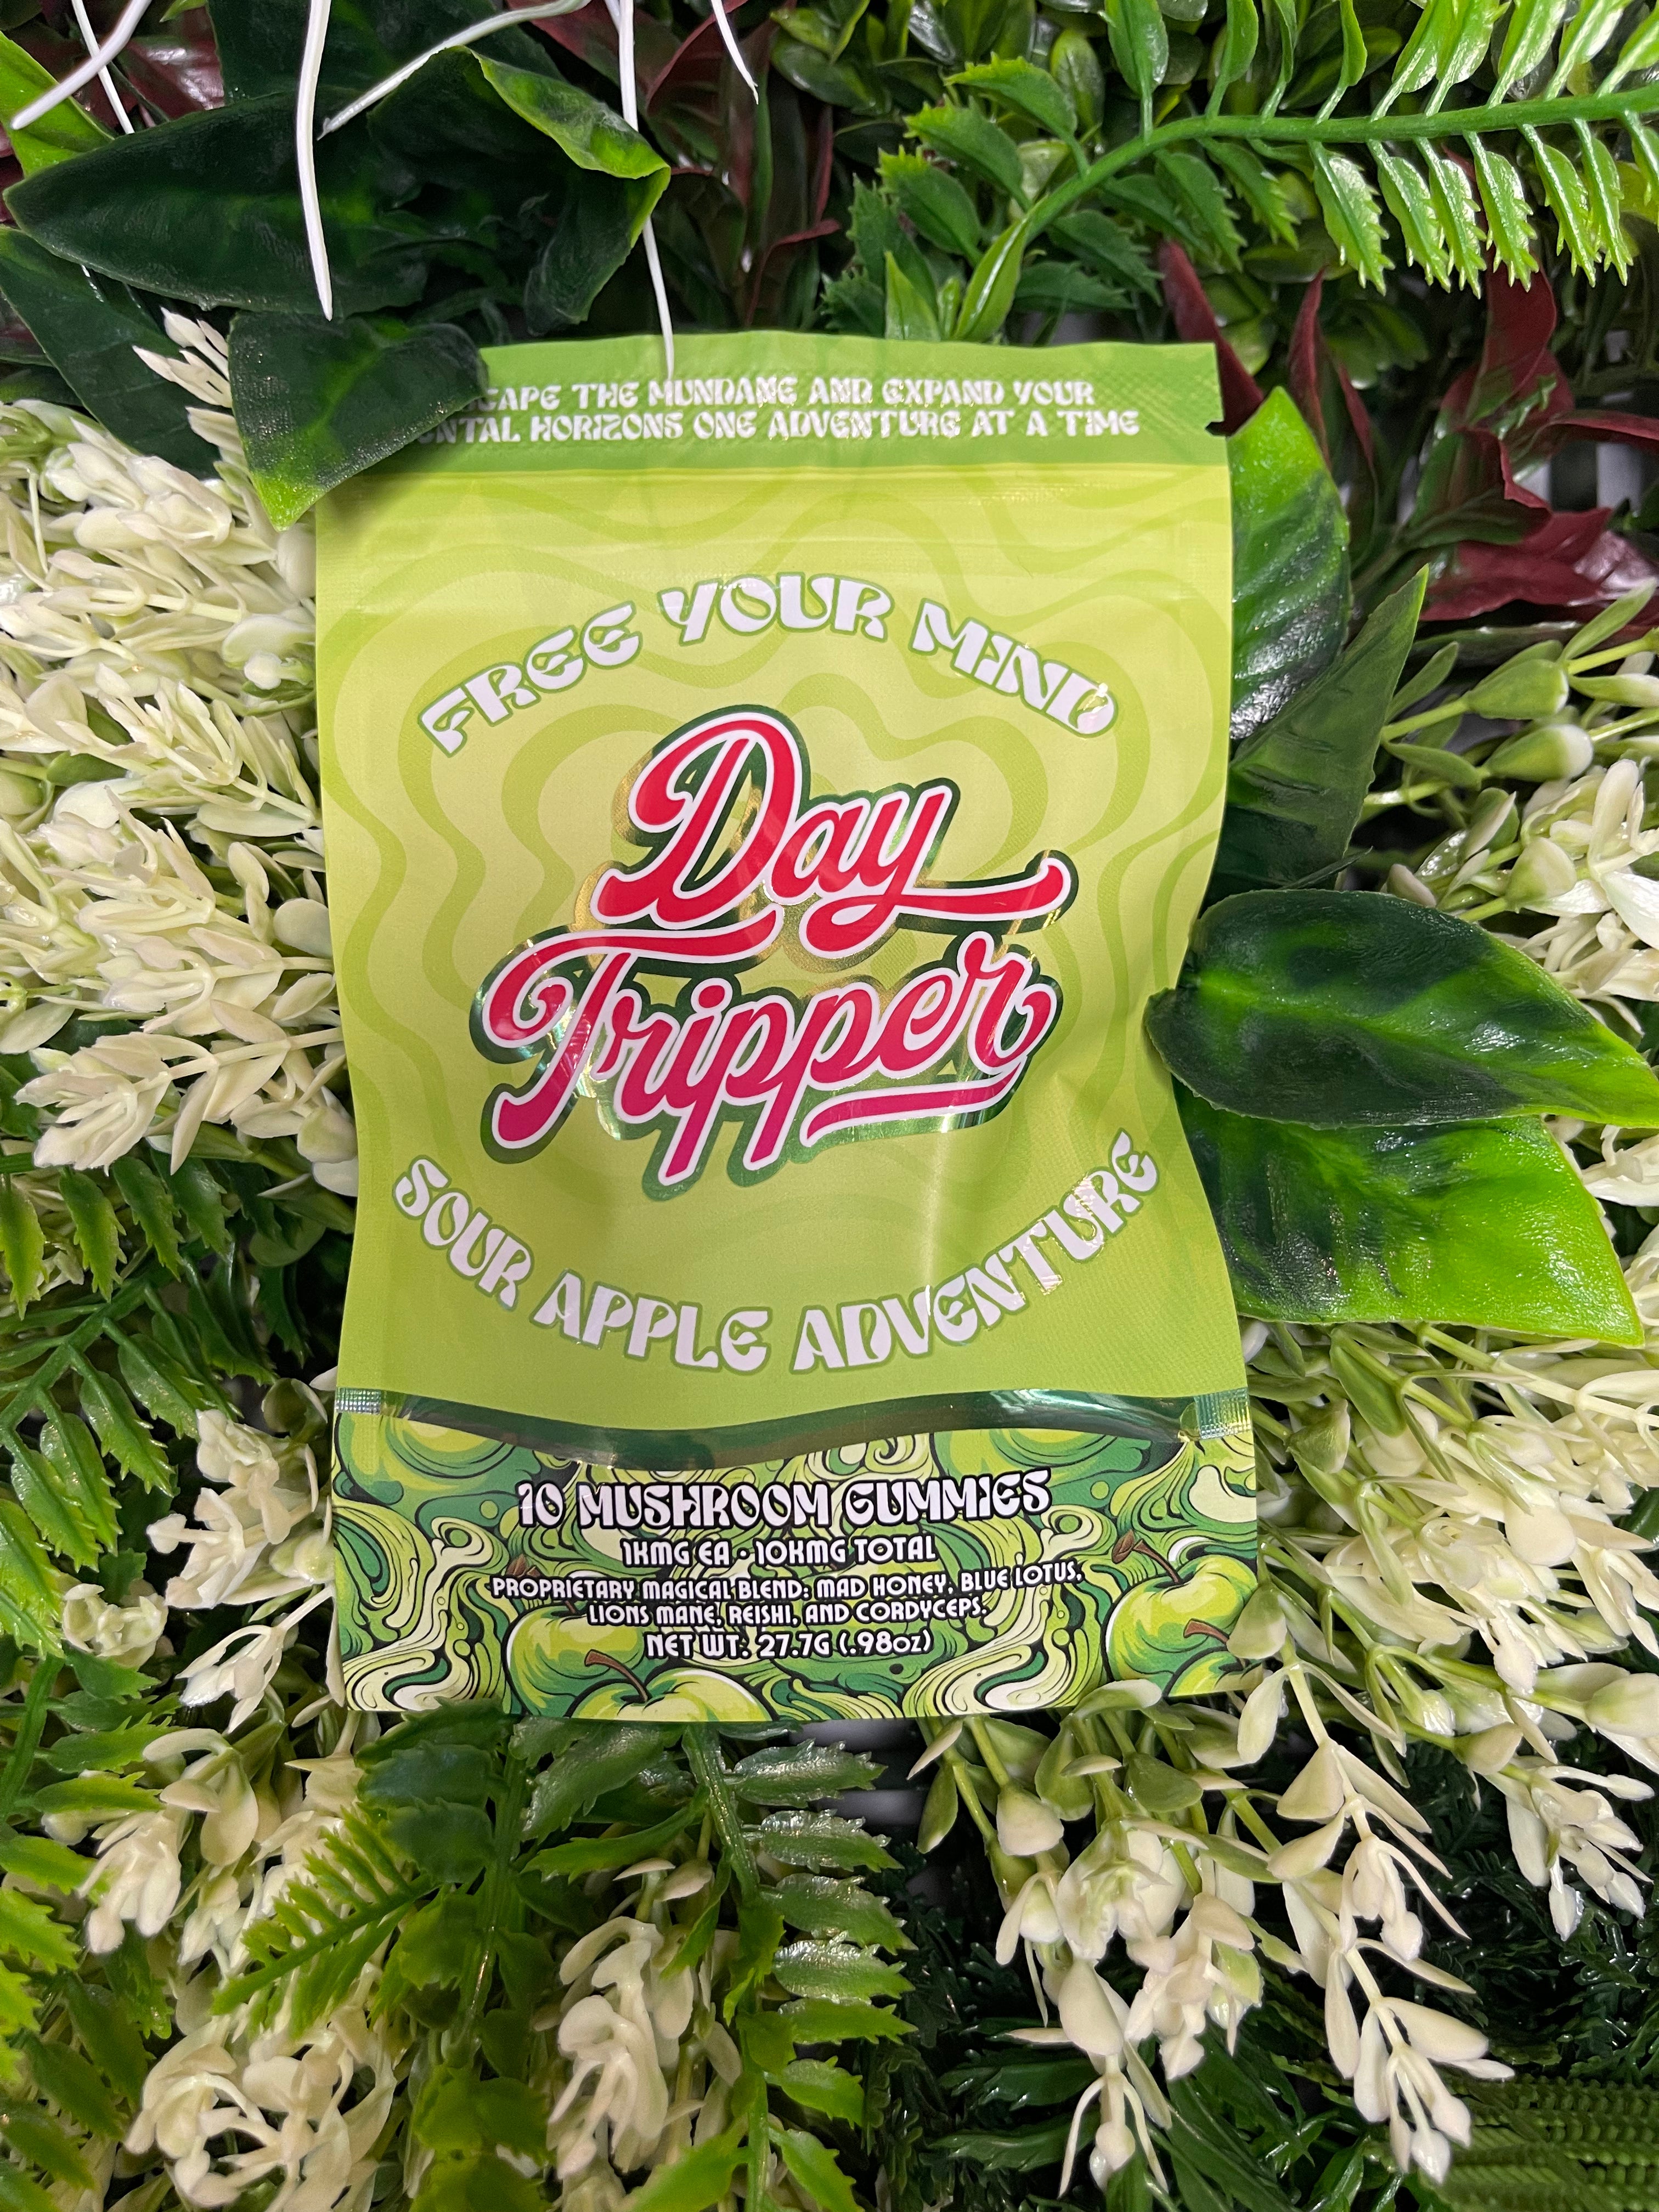 CAPE THE MUNDANE AND EXPAND YOUR
ENTAL HORIZONS ONE ADVENTURE AT A TIME
FREE YOUR MIND
Day
Tripper
SOUR APPLE ADVENTURE
10 MUSHROOM GUMMIES
1KMG EA · 10KMG TOTAL
PROPRIETARY MAGICAL BLEND: MAD HONEY, BLUE LOTUS,
LIONS MANE, REISHI, AND CORDYCEPS.
NET WT: 27.7G (.98OZ)